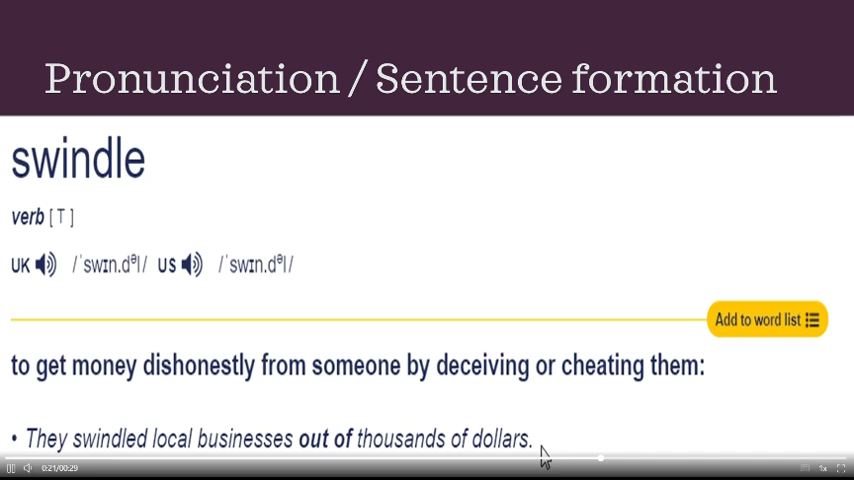 Pronunciation / Sentence formation
swindle
verb [ T ]
UK /ˈswɪn.dᵊl/ US /ˈswɪn.dᵊl/
Add to word list
to get money dishonestly from someone by deceiving or cheating them:
• They swindled local businesses out of thousands of dollars.
0:21/00:29 1x